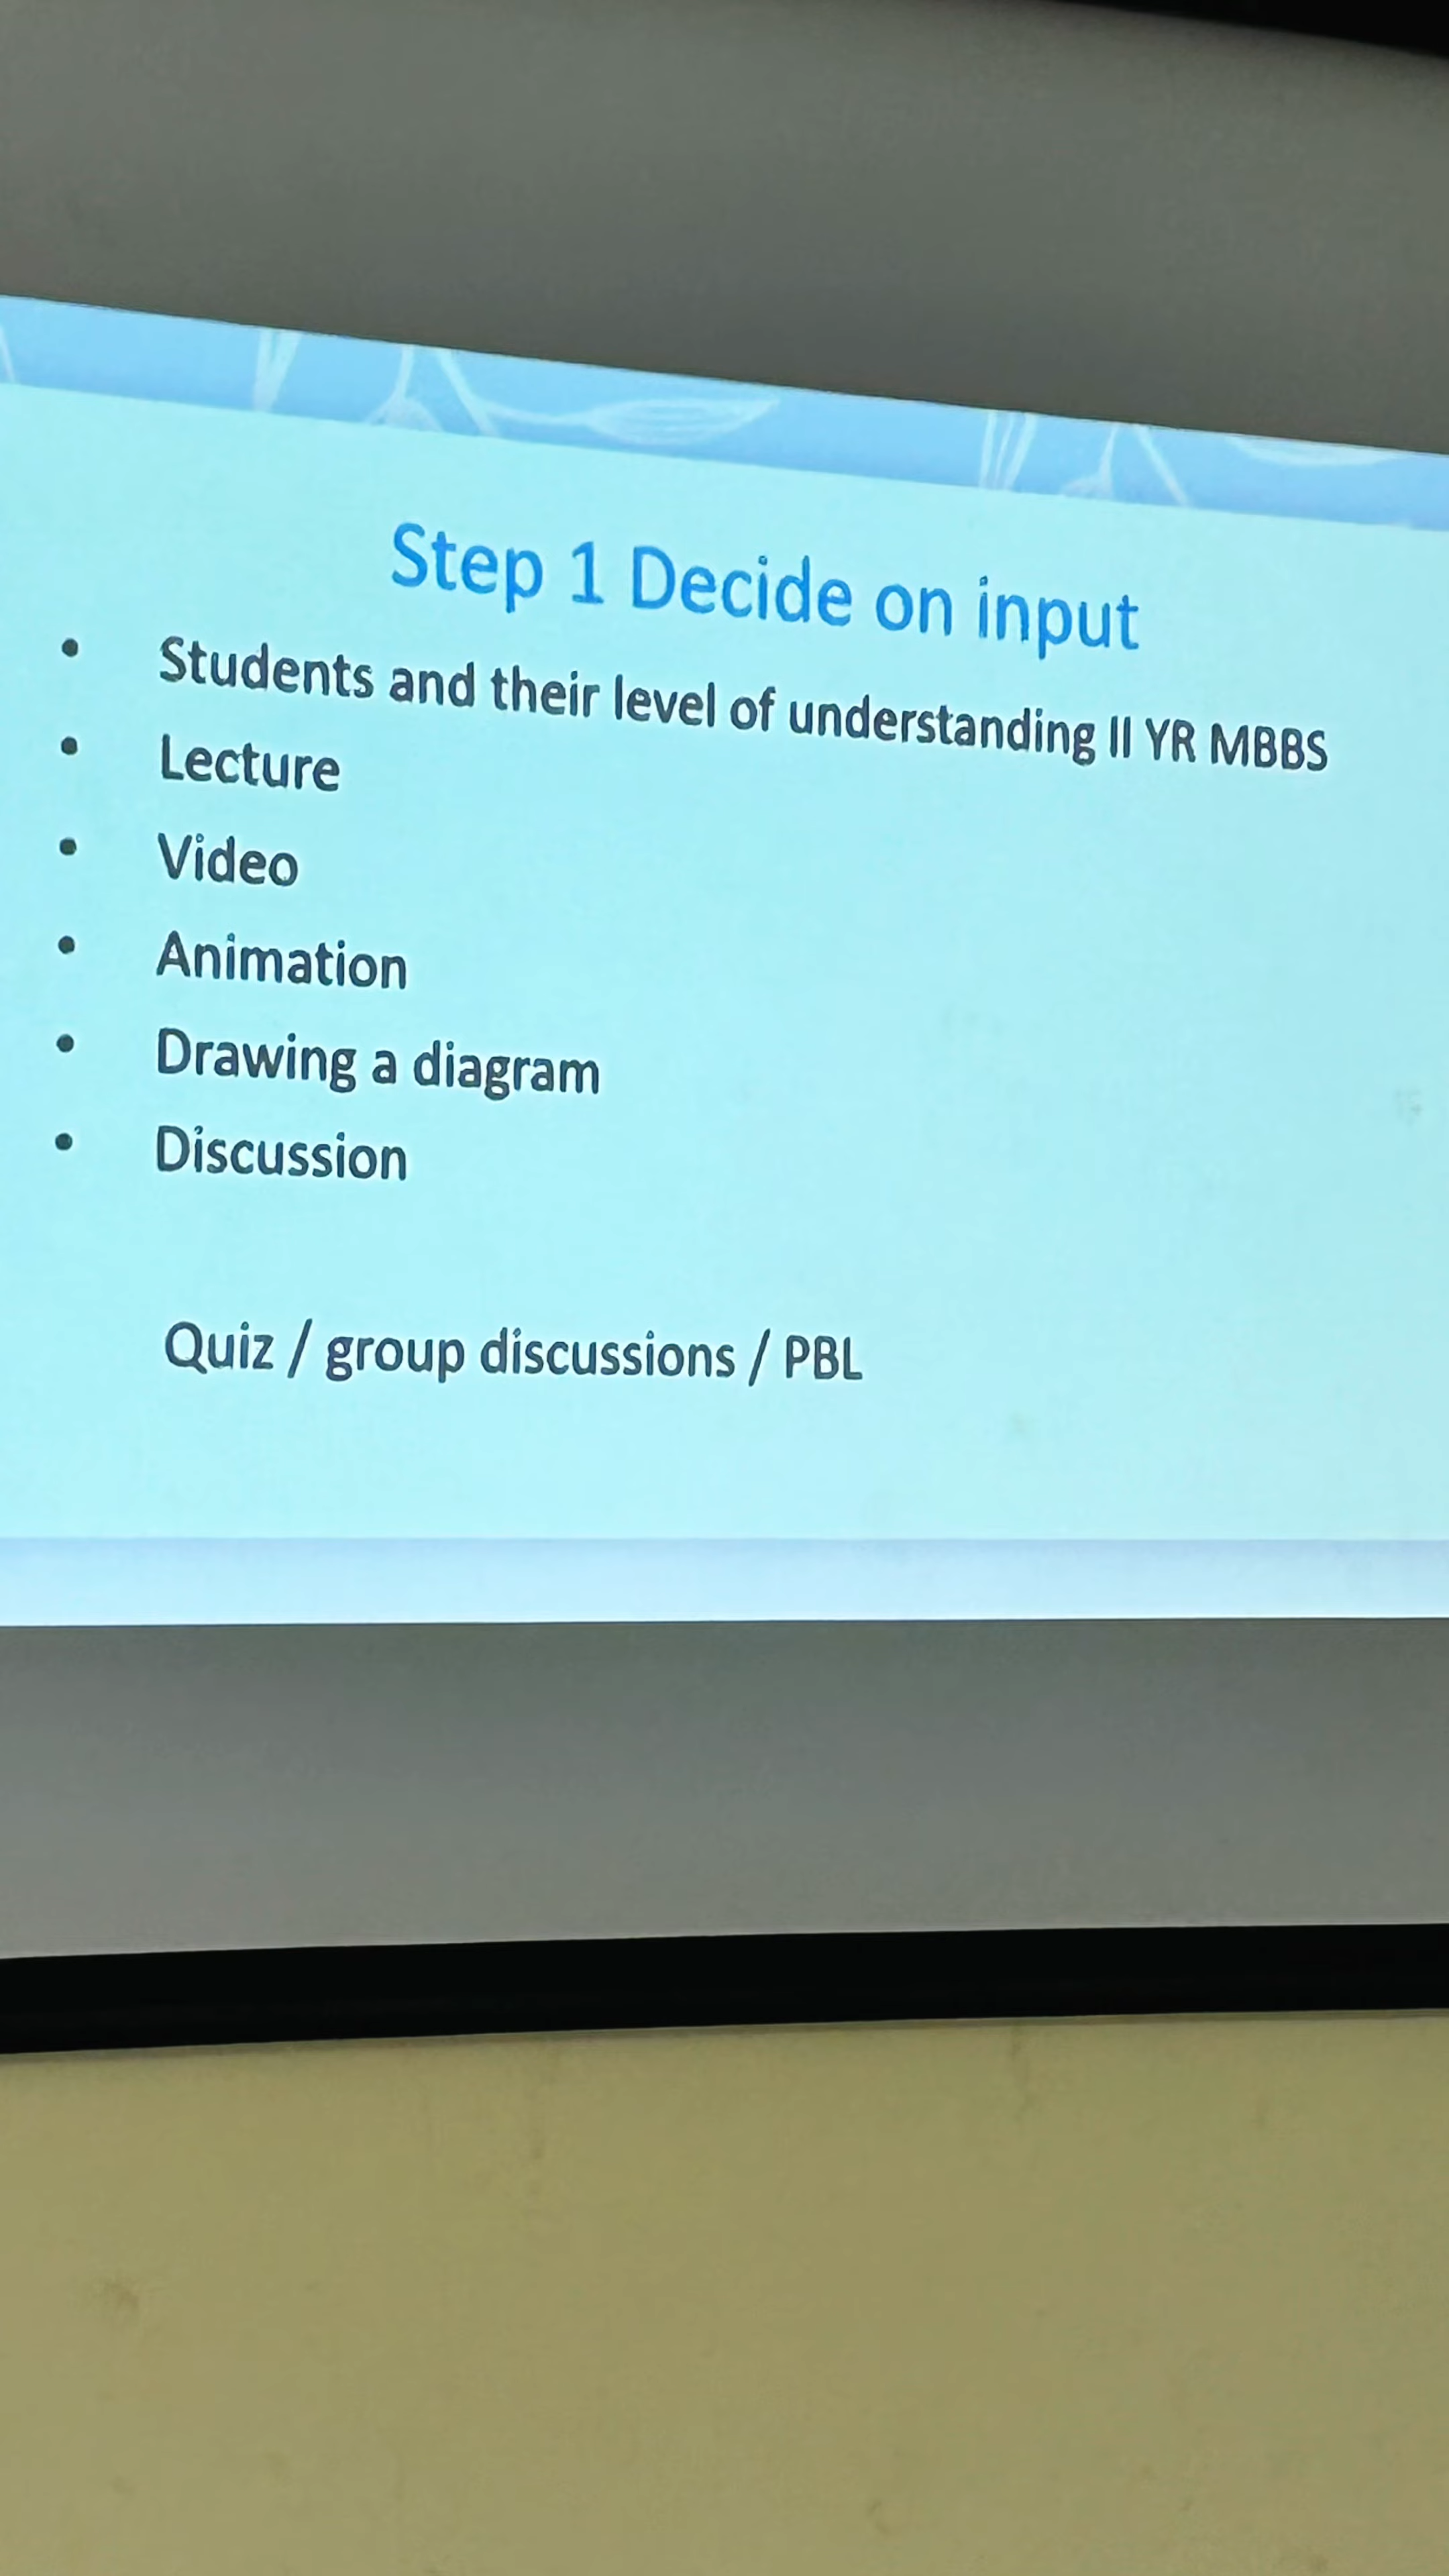 Step 1 Decide on input
• Students and their level of understanding II YR MBBS
• Lecture
• Video
• Animation
• Drawing a diagram
• Discussion
Quiz / group discussions / PBL